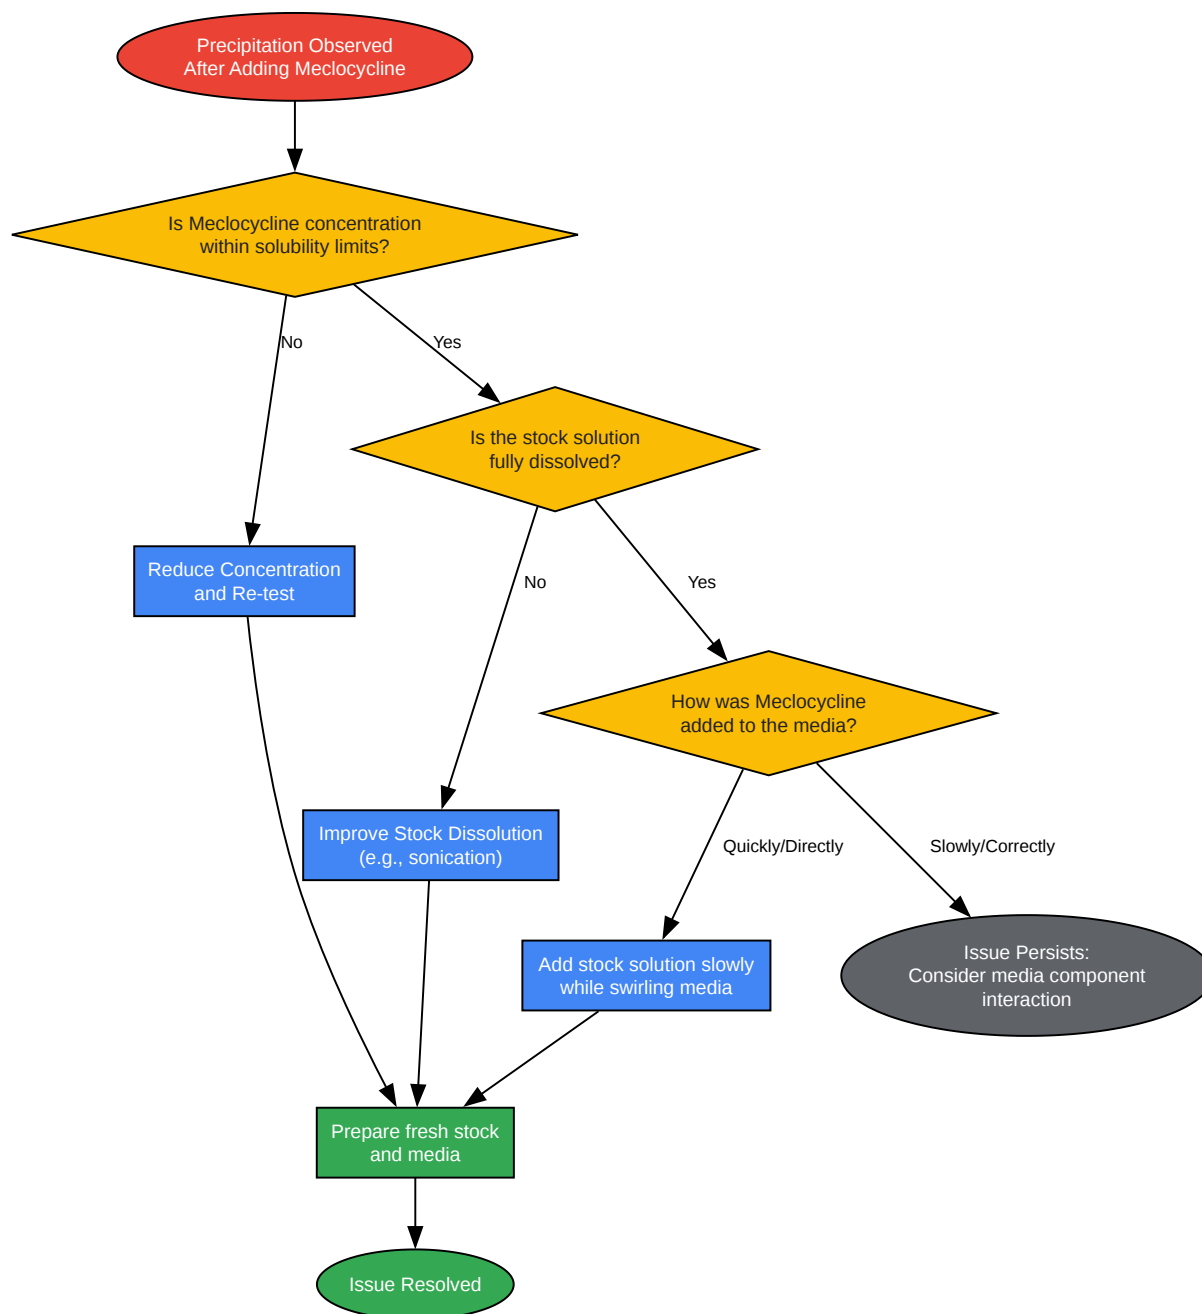 Precipitation Observed
After Adding Meclocycline
Is Meclocycline concentration
within solubility limits?
No
Yes
Is the stock solution
fully dissolved?
Reduce Concentration
and Re-test
No
Yes
How was Meclocycline
added to the media?
Improve Stock Dissolution
(e.g., sonication)
Quickly/Directly
Slowly/Correctly
Add stock solution slowly
while swirling media
Issue Persists:
Consider media component
interaction
Prepare fresh stock
and media
Issue Resolved